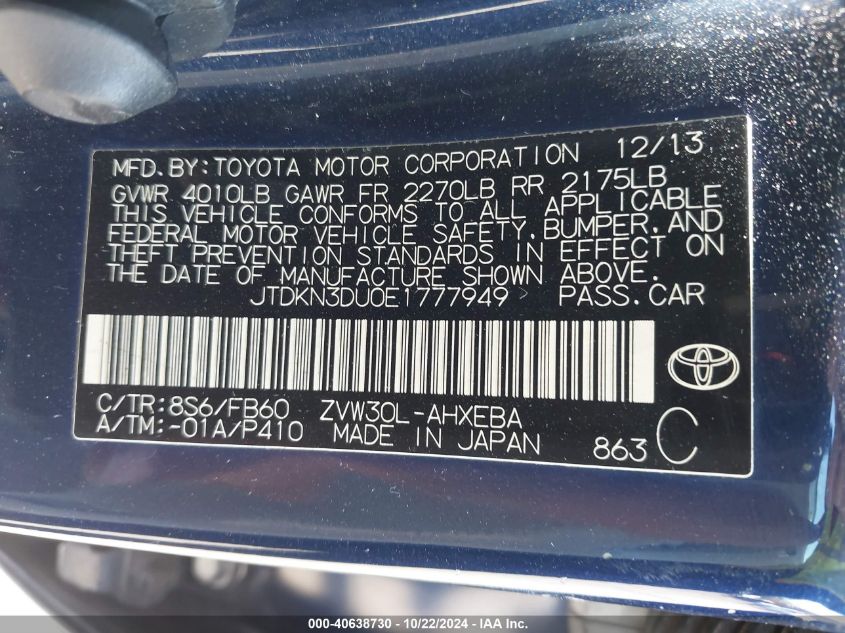 MFD.BY:TOYOTA MOTOR CORPORATION 12/13
GVWR 4010LB GAWR FR 2270LB RR 2175LB
THIS VEHICLE CONFORMS TO ALL APPLICABLE
FEDERAL MOTOR VEHICLE SAFETY,BUMPER,AND
THEFT PREVENTION STANDARDS IN EFFECT ON
THE DATE OF MANUFACTURE SHOWN ABOVE.
JTDKN3DU0E1777949 PASS.CAR
C/TR:8S6/FB60 ZVW30L-AHXEBA
A/TM:-01A/P410 MADE IN JAPAN 863 C
000-40638730 - 10/22/2024 - IAA Inc.